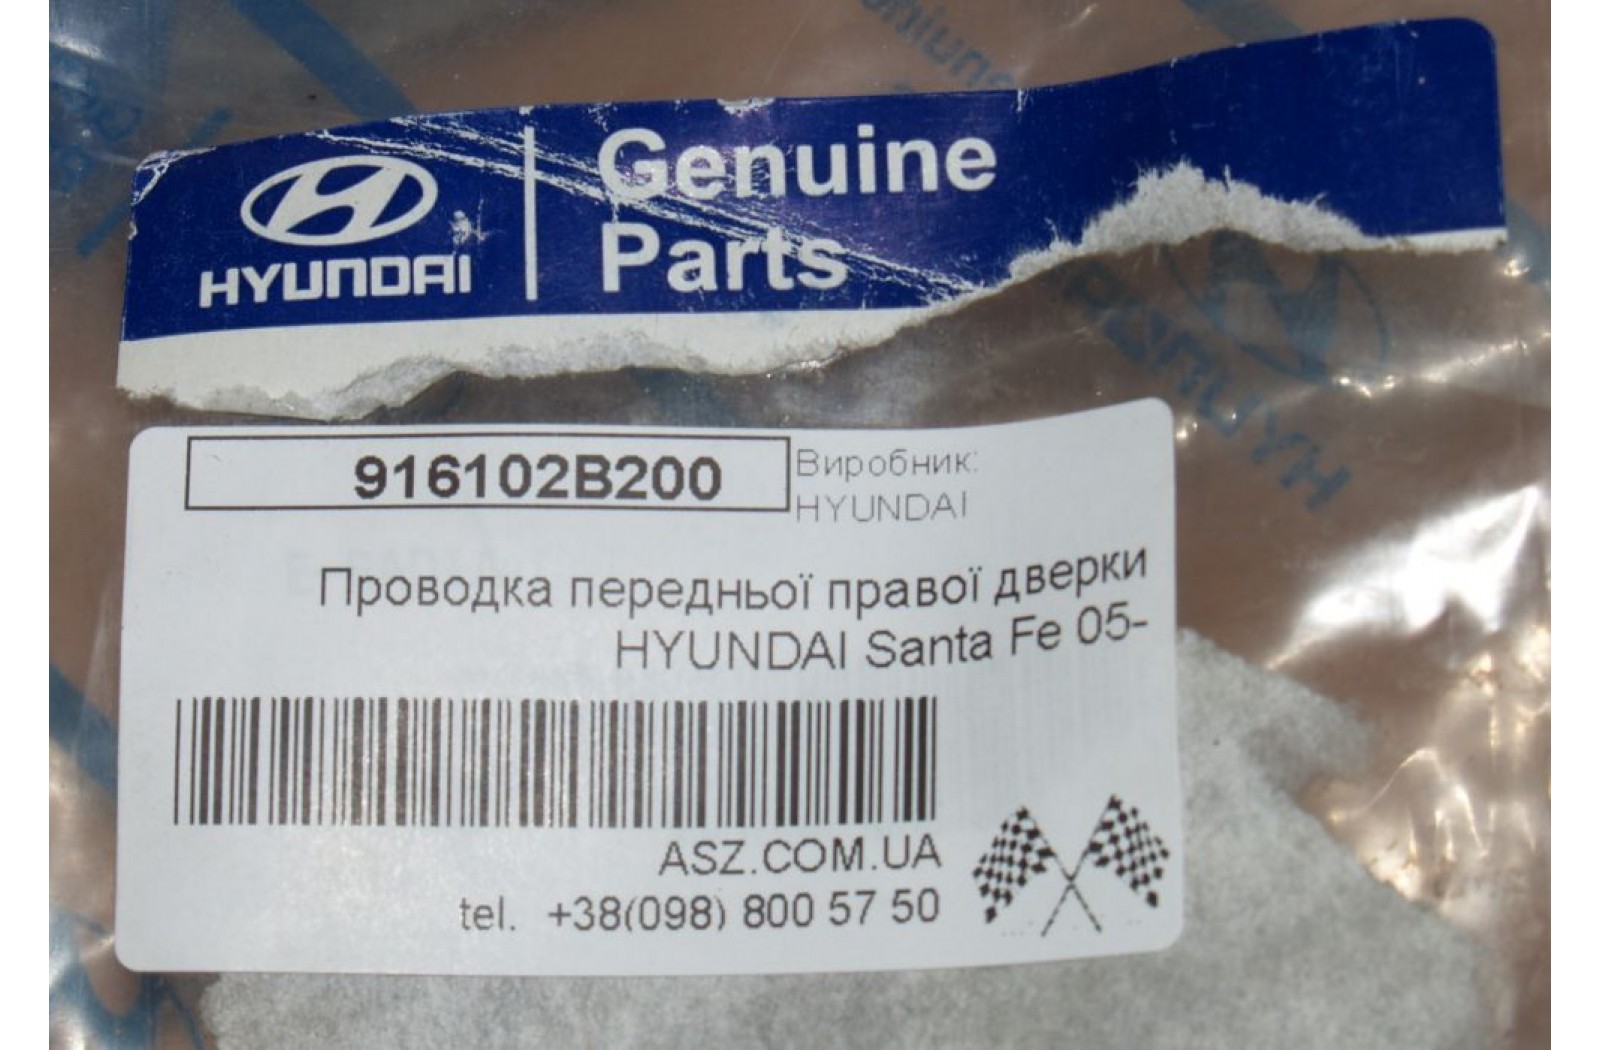 HYUNDAI
Genuine
Parts
916102B200
Виробник:
HYUNDAI
Проводка передньої правої дверки
HYUNDAI Santa Fe 05-
ASZ.COM.UA
tel. +38(098) 800 57 50
HYUNDAI